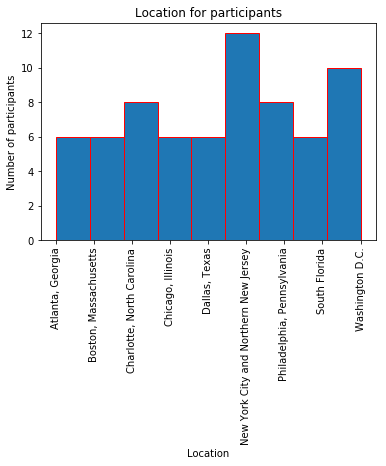 Location for participants
Number of participants
12
10
8
6
4
2
0
Atlanta, Georgia
Boston, Massachusetts
Charlotte, North Carolina
Chicago, Illinois
Dallas, Texas
New York City and Northern New Jersey
Philadelphia, Pennsylvania
South Florida
Washington D.C.
Location